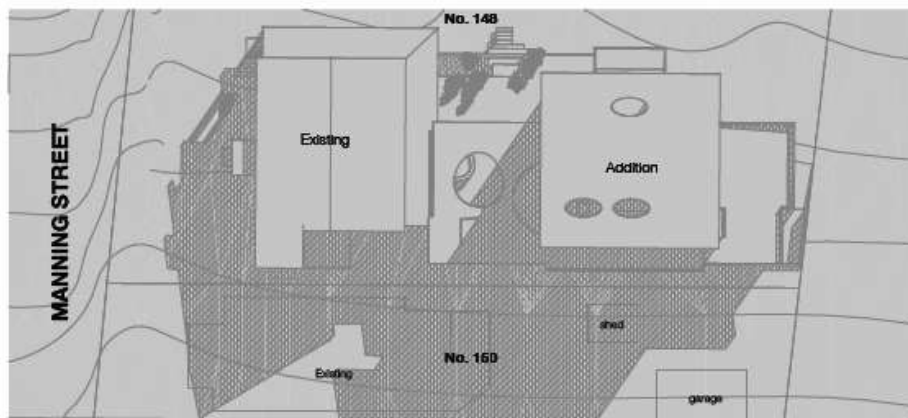 No. 148
MANNING STREET
Existing
Addition
shed
No. 150
Existing
garage